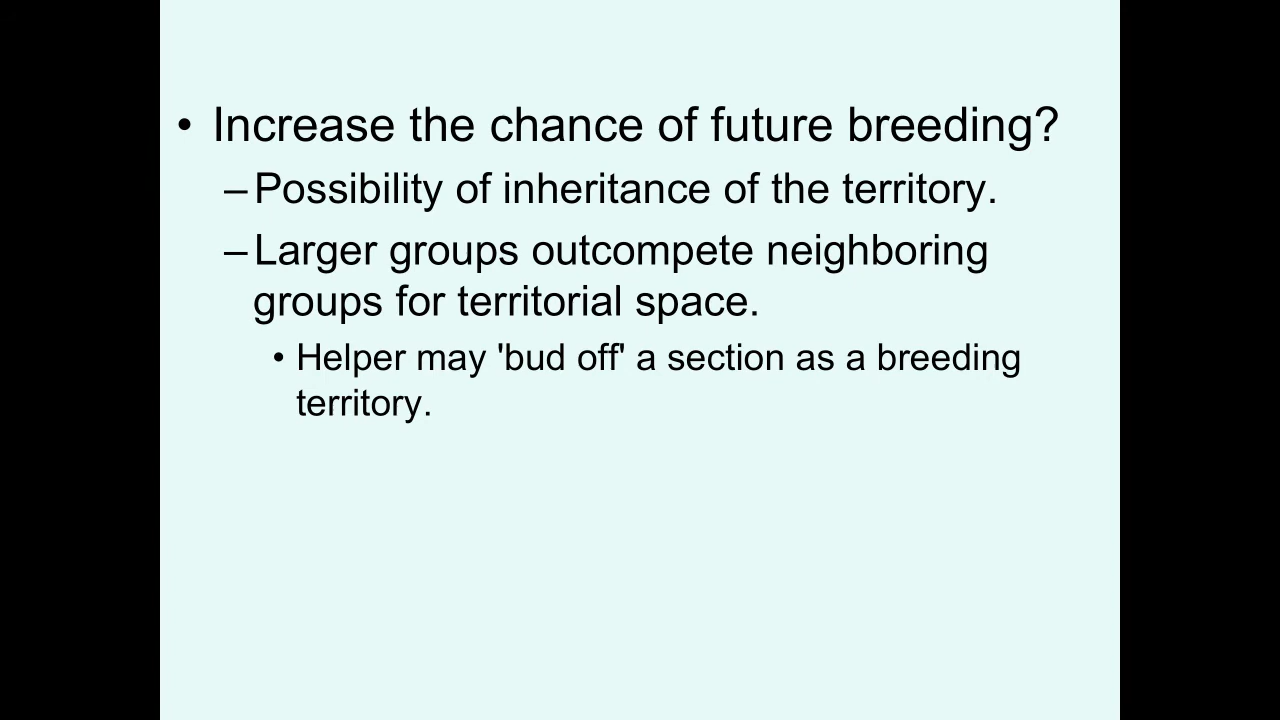 • Increase the chance of future breeding?
– Possibility of inheritance of the territory.
– Larger groups outcompete neighboring
groups for territorial space.
• Helper may 'bud off' a section as a breeding
territory.